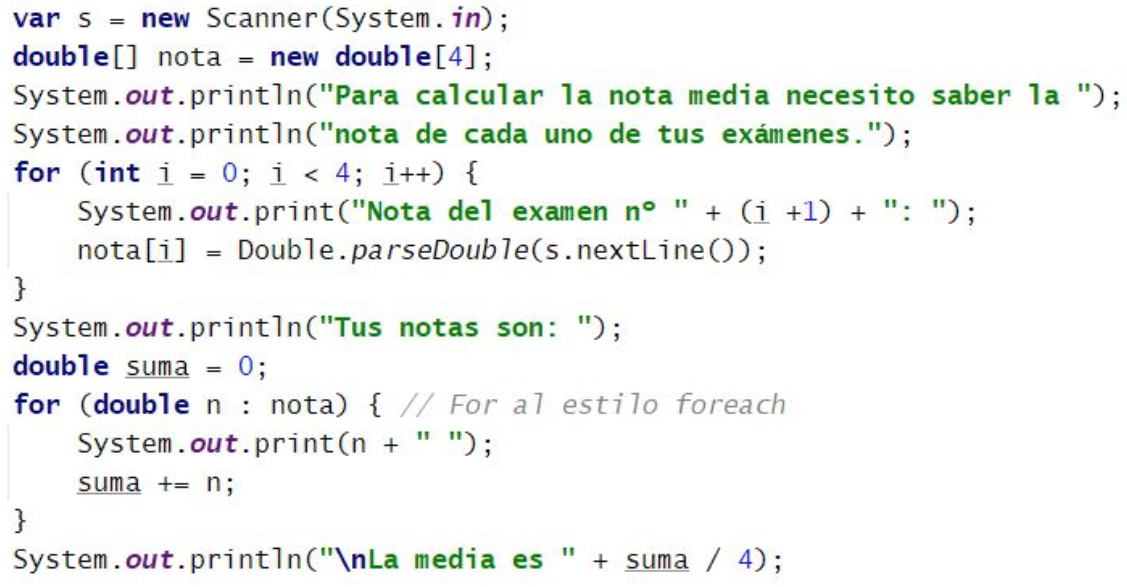 var s = new Scanner(System.in);
double[] nota = new double[4];
System.out.println("Para calcular la nota media necesito saber la ");
System.out.println("nota de cada uno de tus exámenes.");
for (int i = 0; i < 4; i++) {
    System.out.print("Nota del examen nº " + (i +1) + ": ");
    nota[i] = Double.parseDouble(s.nextLine());
}
System.out.println("Tus notas son: ");
double suma = 0;
for (double n : nota) { // For al estilo foreach
    System.out.print(n + " ");
    suma += n;
}
System.out.println("\nLa media es " + suma / 4);